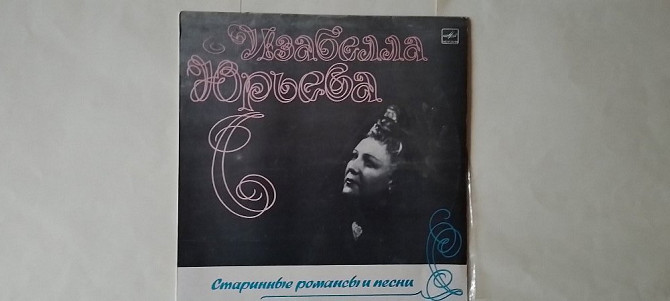 Изабелла
Юрьева
Старинные романсы и песни